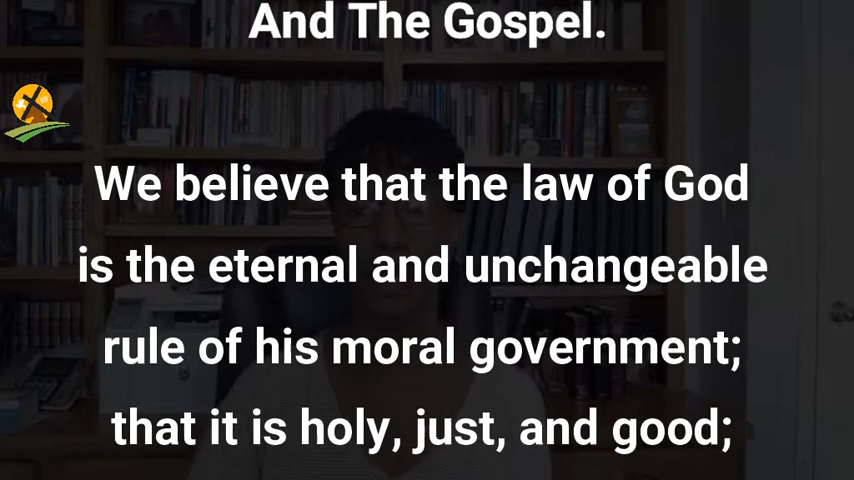 And The Gospel.
We believe that the law of God
is the eternal and unchangeable
rule of his moral government;
that it is holy, just, and good;